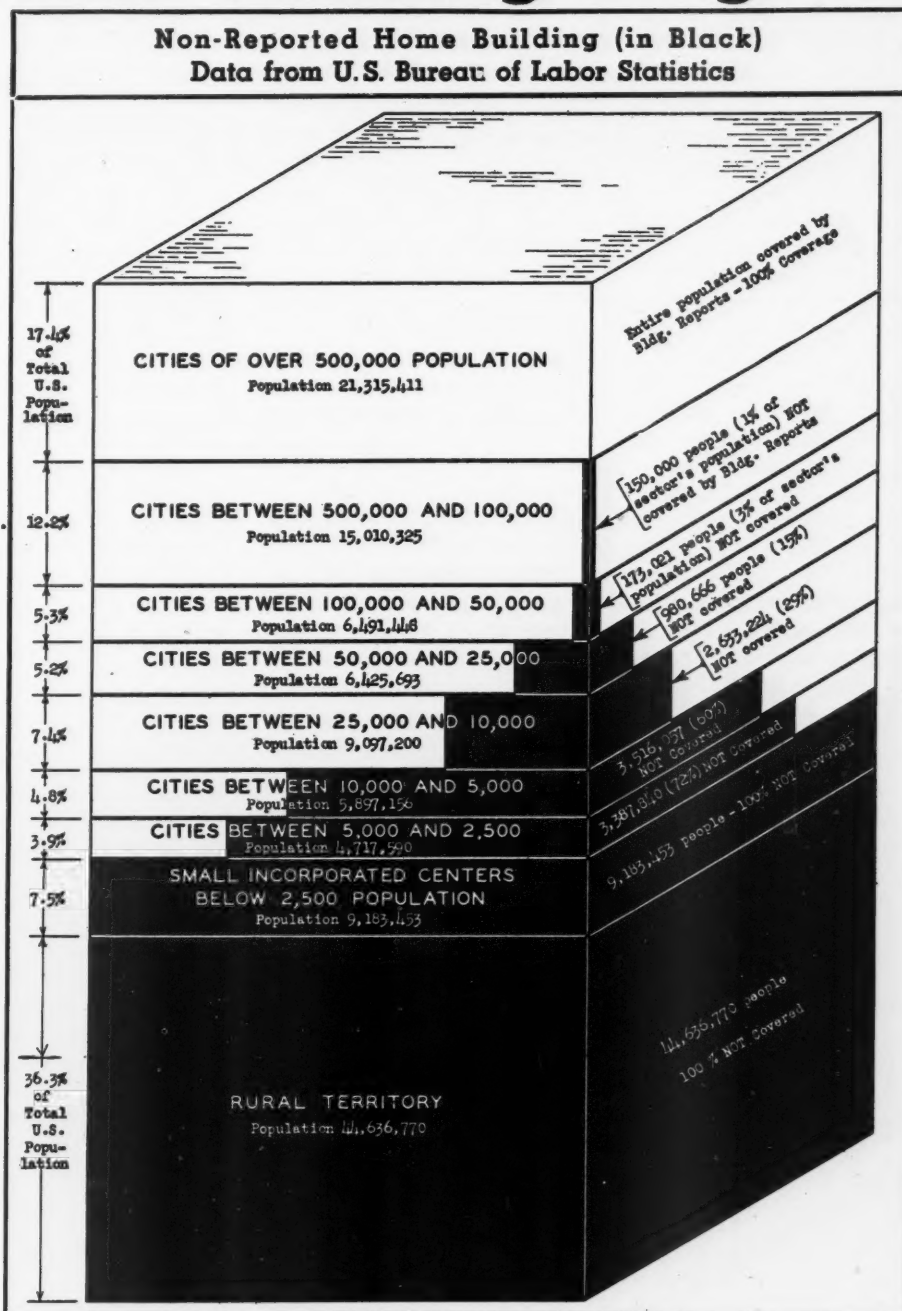 Non-Reported Home Building (in Black)
Data from U.S. Bureau of Labor Statistics
17.4%
of
Total
U.S.
Popu-
lation
CITIES OF OVER 500,000 POPULATION
Population 21,315,411
Entire population covered by
Bldg. Reports - 100% Coverage
12.2%
CITIES BETWEEN 500,000 AND 100,000
Population 15,010,325
150,000 people (1% of
sector's population) NOT
covered by Bldg. Reports
5.3%
CITIES BETWEEN 100,000 AND 50,000
Population 6,491,448
173,021 people (3% of sector's
population) NOT covered
5.2%
CITIES BETWEEN 50,000 AND 25,000
Population 6,425,693
980,666 people (15%)
NOT covered
7.4%
CITIES BETWEEN 25,000 AND 10,000
Population 9,097,200
2,633,224 (29%)
NOT covered
4.8%
CITIES BETWEEN 10,000 AND 5,000
Population 5,897,156
(60%)
NOT Covered
3.9%
CITIES BETWEEN 5,000 AND 2,500
Population 4,717,590
3,387,840 (72%) NOT Covered
7.5%
SMALL INCORPORATED CENTERS
BELOW 2,500 POPULATION
Population 9,183,453
9,183,453 people - 100% NOT Covered
36.3%
of
Total
U.S.
Popu-
lation
RURAL TERRITORY
Population 44,636,770
44,636,770 people
100 % NOT Covered